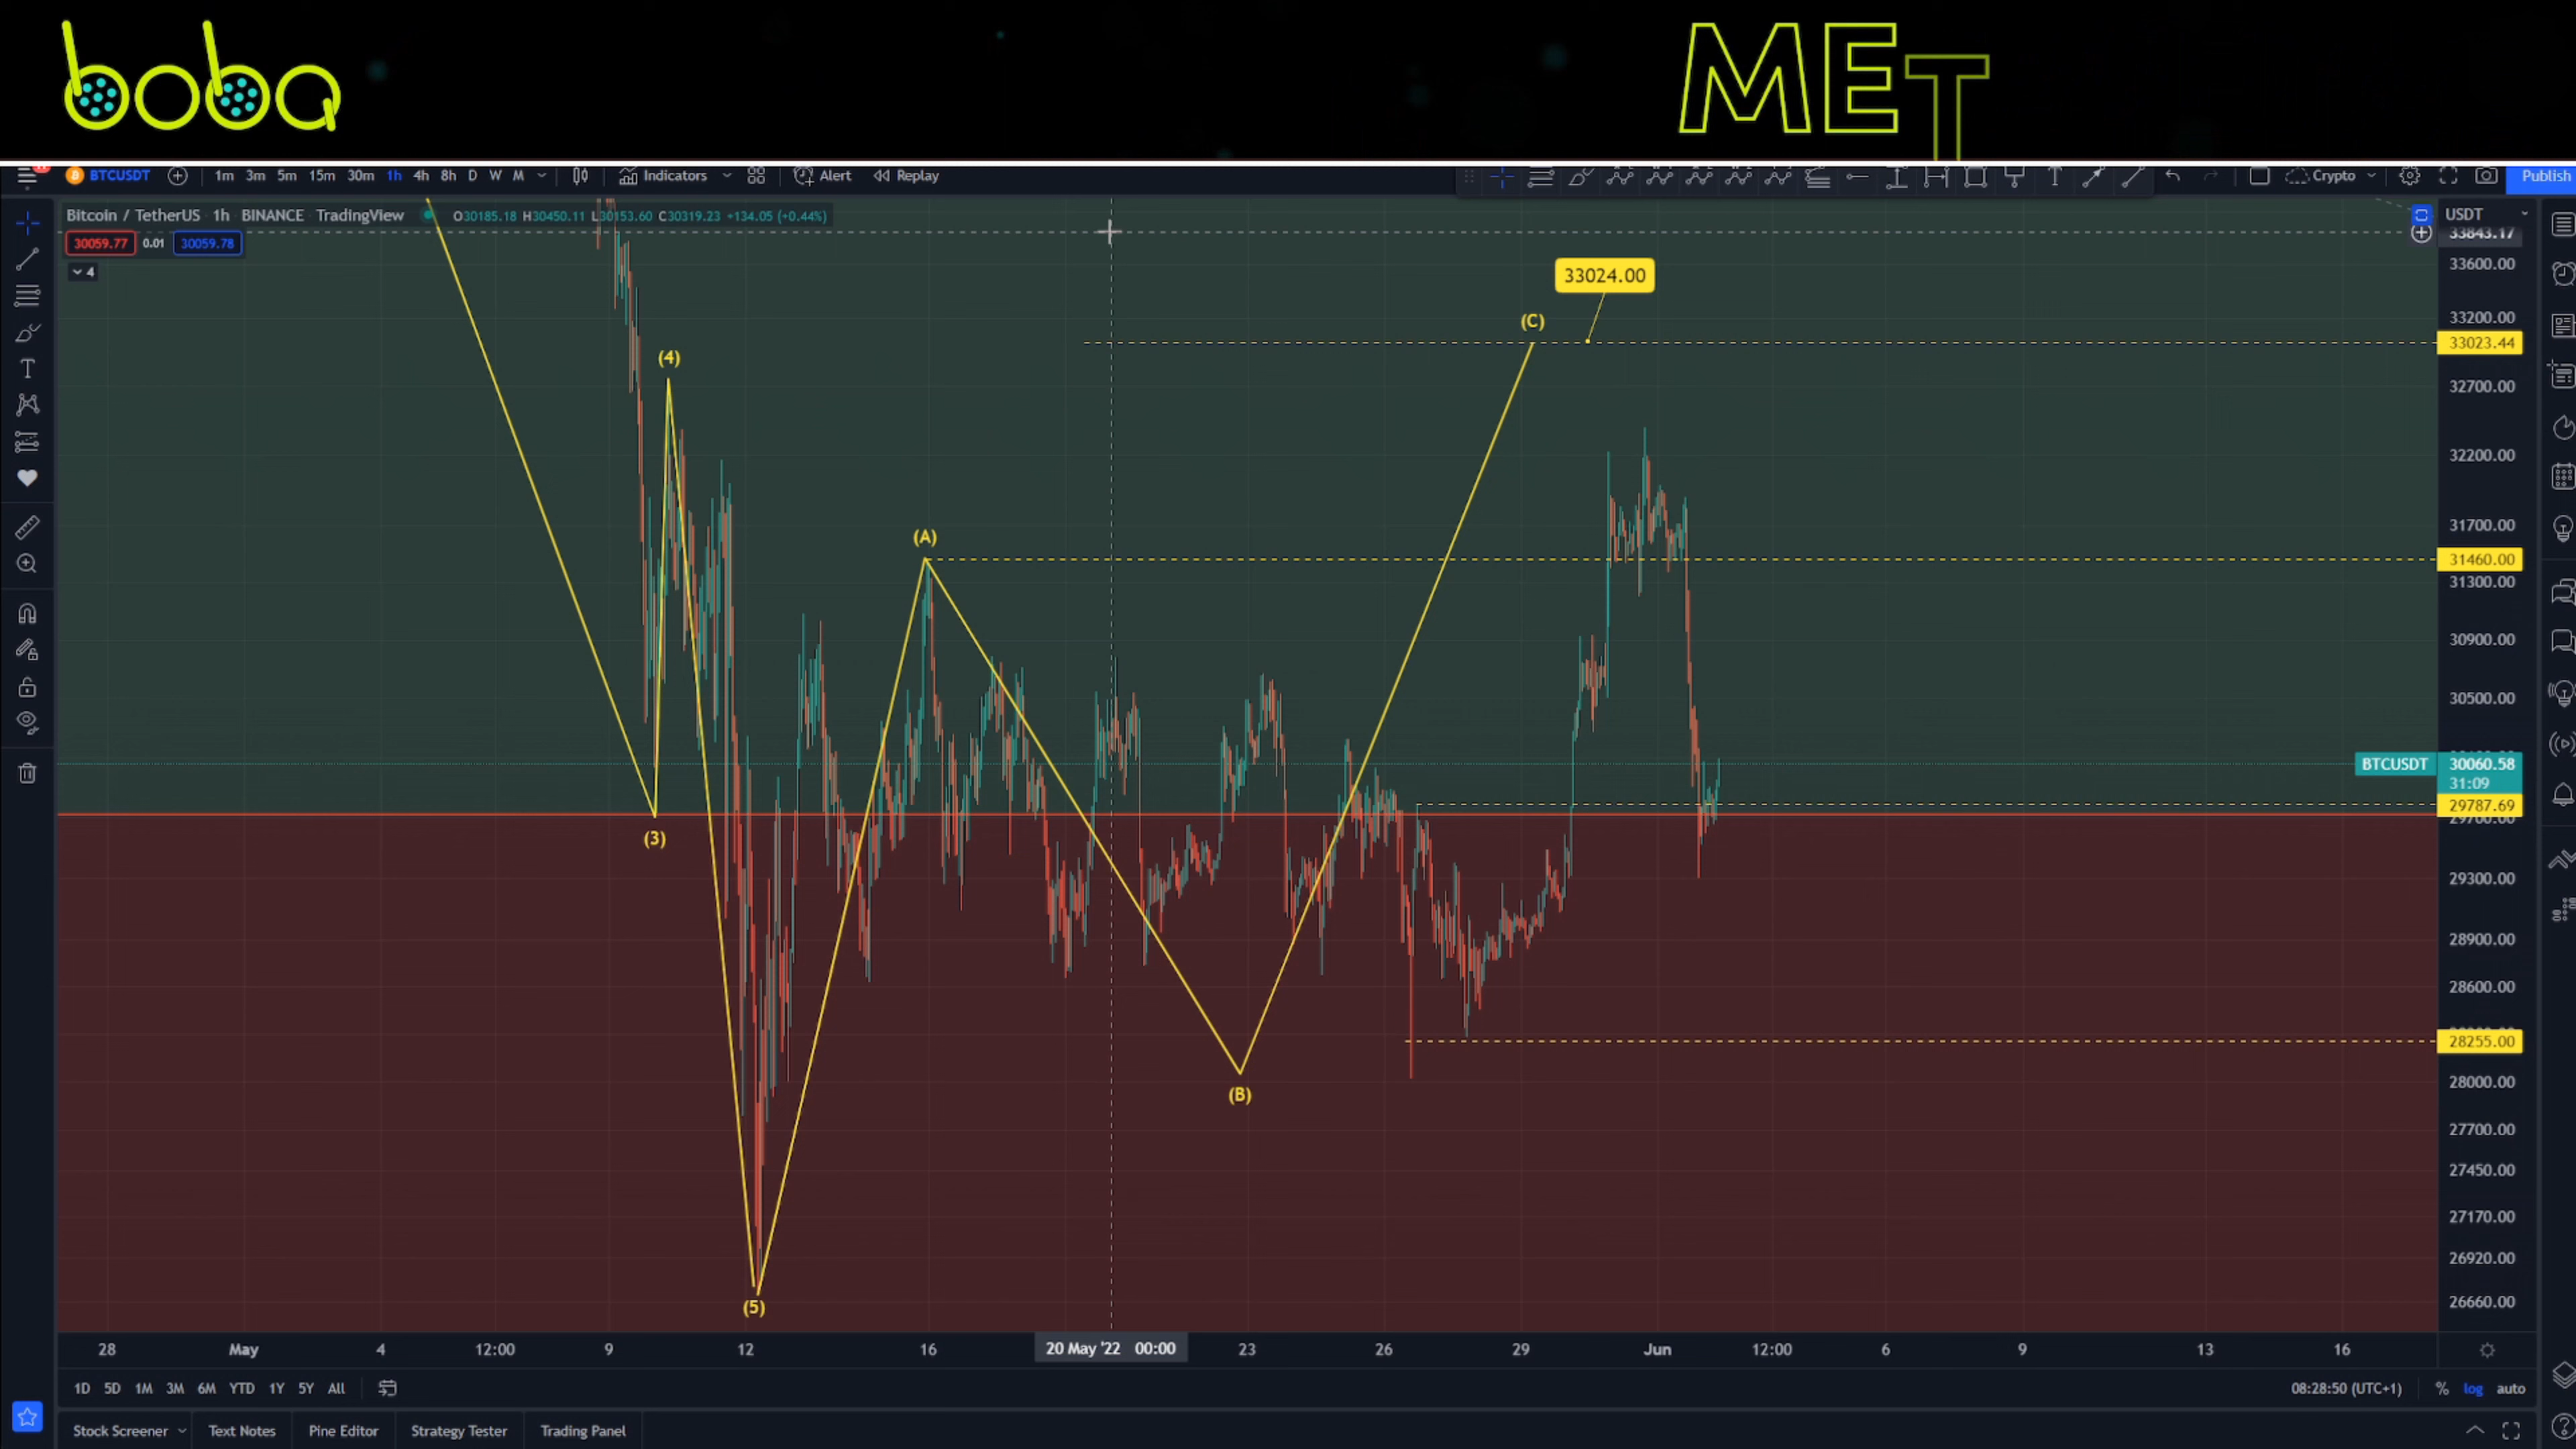 boba
MET
BTCUSDT 1m 3m 5m 15m 30m 1h 4h 8h D W M Indicators Alert Replay Crypto Publish
Bitcoin / TetherUS · 1h · BINANCE · TradingView O30185.18 H30450.11 L30153.60 C30319.23 +134.05 (+0.44%) USDT
30059.77 0.01 30059.78
33843.17
4
33600.00
33024.00
33200.00
(C)
33023.44
(4)
32700.00
32200.00
31700.00
(A)
31460.00
31300.00
30900.00
30500.00
BTCUSDT 30060.58
31:09
29787.69
29700.00
(3)
29300.00
28900.00
28600.00
28255.00
28000.00
(B)
27700.00
27450.00
27170.00
26920.00
26660.00
(5)
28 May 4 12:00 9 12 16 20 May '22 00:00 23 26 29 Jun 12:00 6 9 13 16
1D 5D 1M 3M 6M YTD 1Y 5Y All 08:28:50 (UTC+1) % log auto
Stock Screener Text Notes Pine Editor Strategy Tester Trading Panel